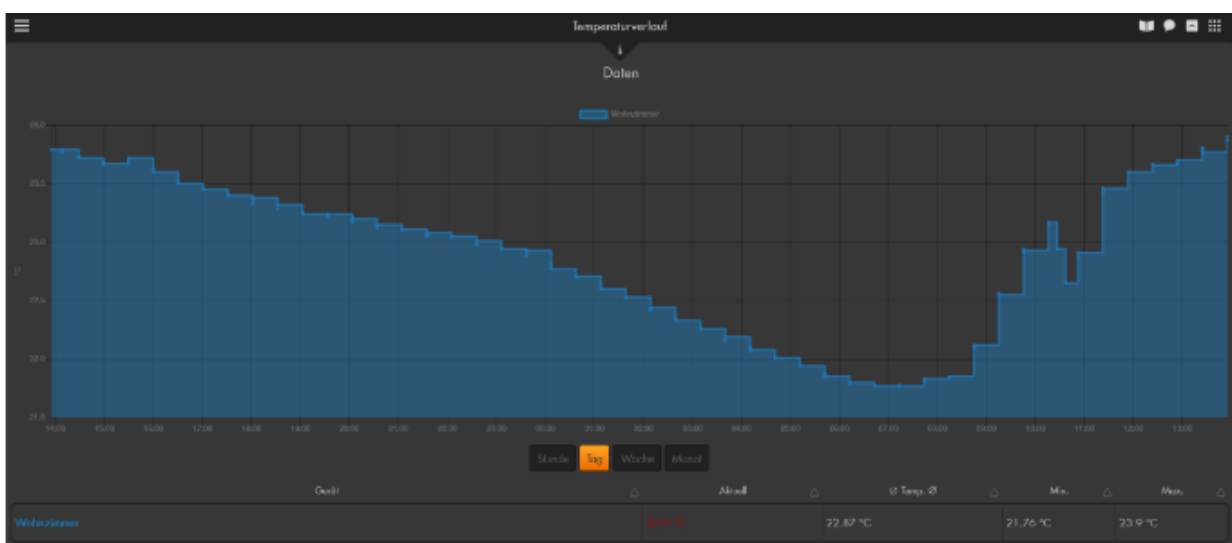 Temperaturverlauf
Daten
Wohnzimmer
24.0
23.5
23.0
°C
22.5
22.0
21.5
14:00 15:00 16:00 17:00 18:00 19:00 20:00 21:00 22:00 23:00 00:00 01:00 02:00 03:00 04:00 05:00 06:00 07:00 08:00 09:00 10:00 11:00 12:00 13:00
Stunde Tag Woche Monat
Gerät Aktuell Ø Temp. Ø Min. Max.
Wohnzimmer 22.87 °C 21.76 °C 23.9 °C